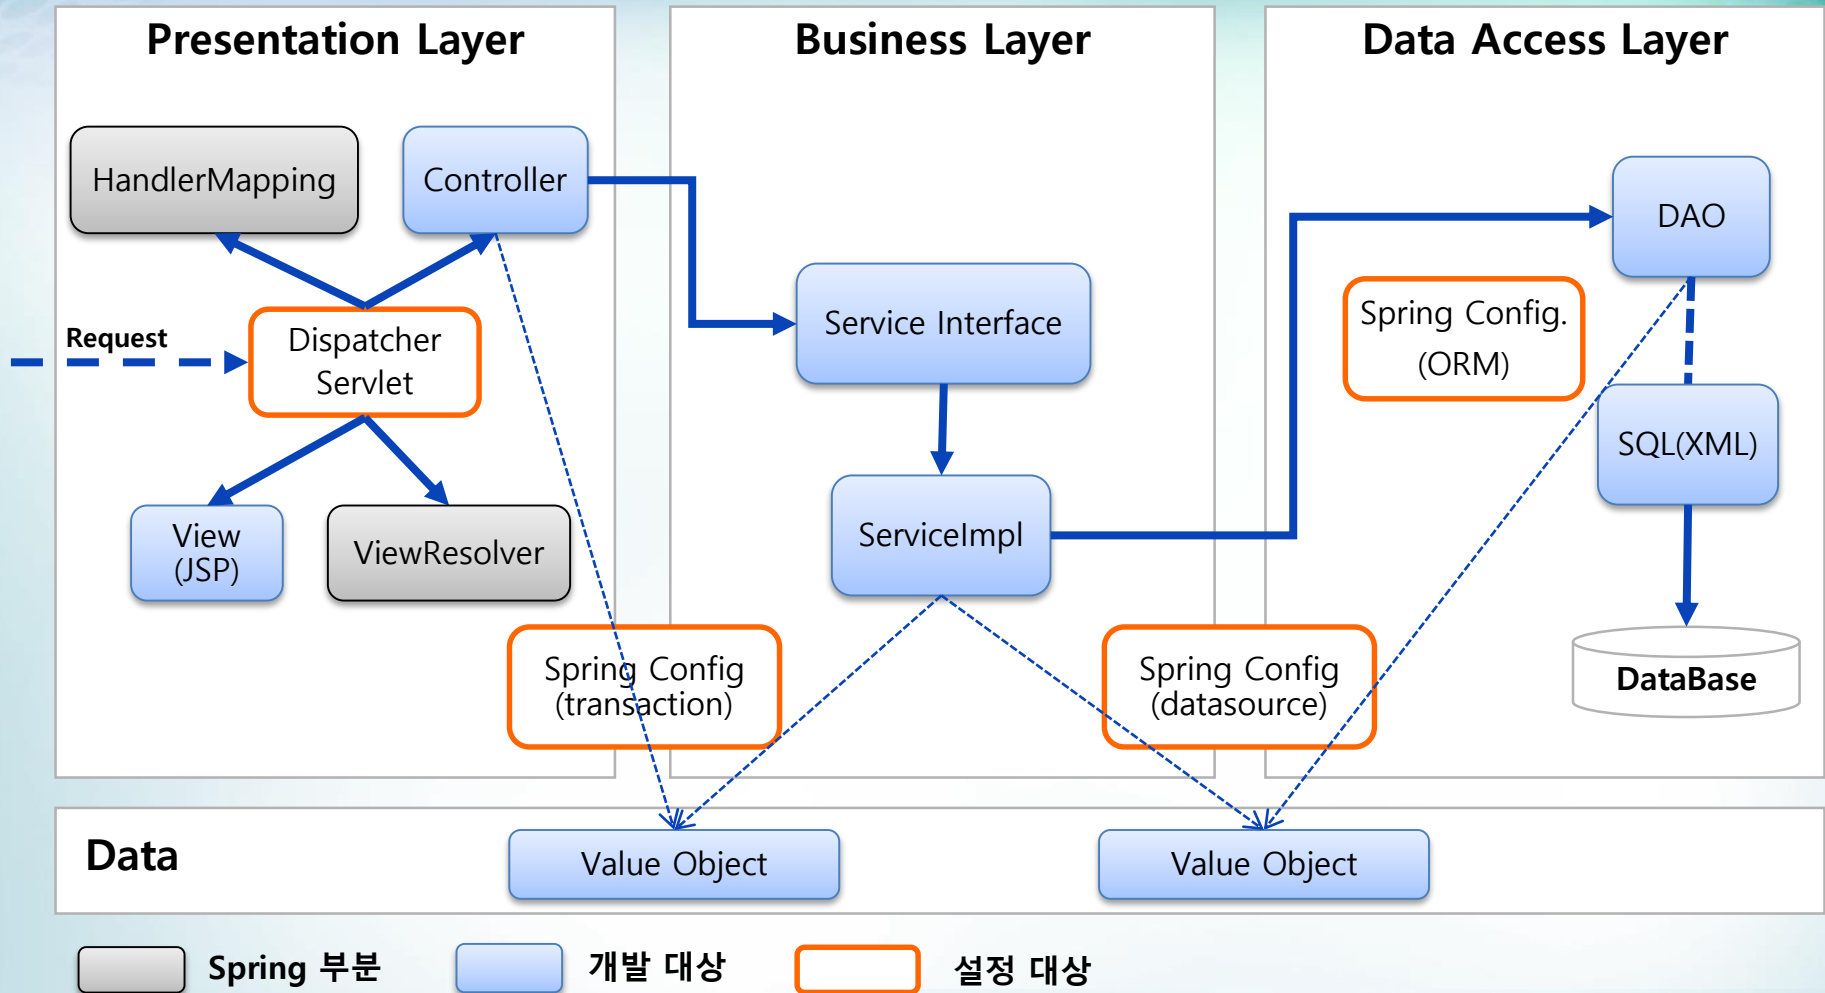 Presentation Layer
Business Layer
Data Access Layer
HandlerMapping
Controller
Request
Dispatcher
Servlet
View
(JSP)
ViewResolver
Service Interface
ServiceImpl
DAO
Spring Config.
(ORM)
SQL(XML)
Spring Config
(transaction)
Spring Config
(datasource)
DataBase
Data
Value Object
Value Object
Spring 부분
개발 대상
설정 대상